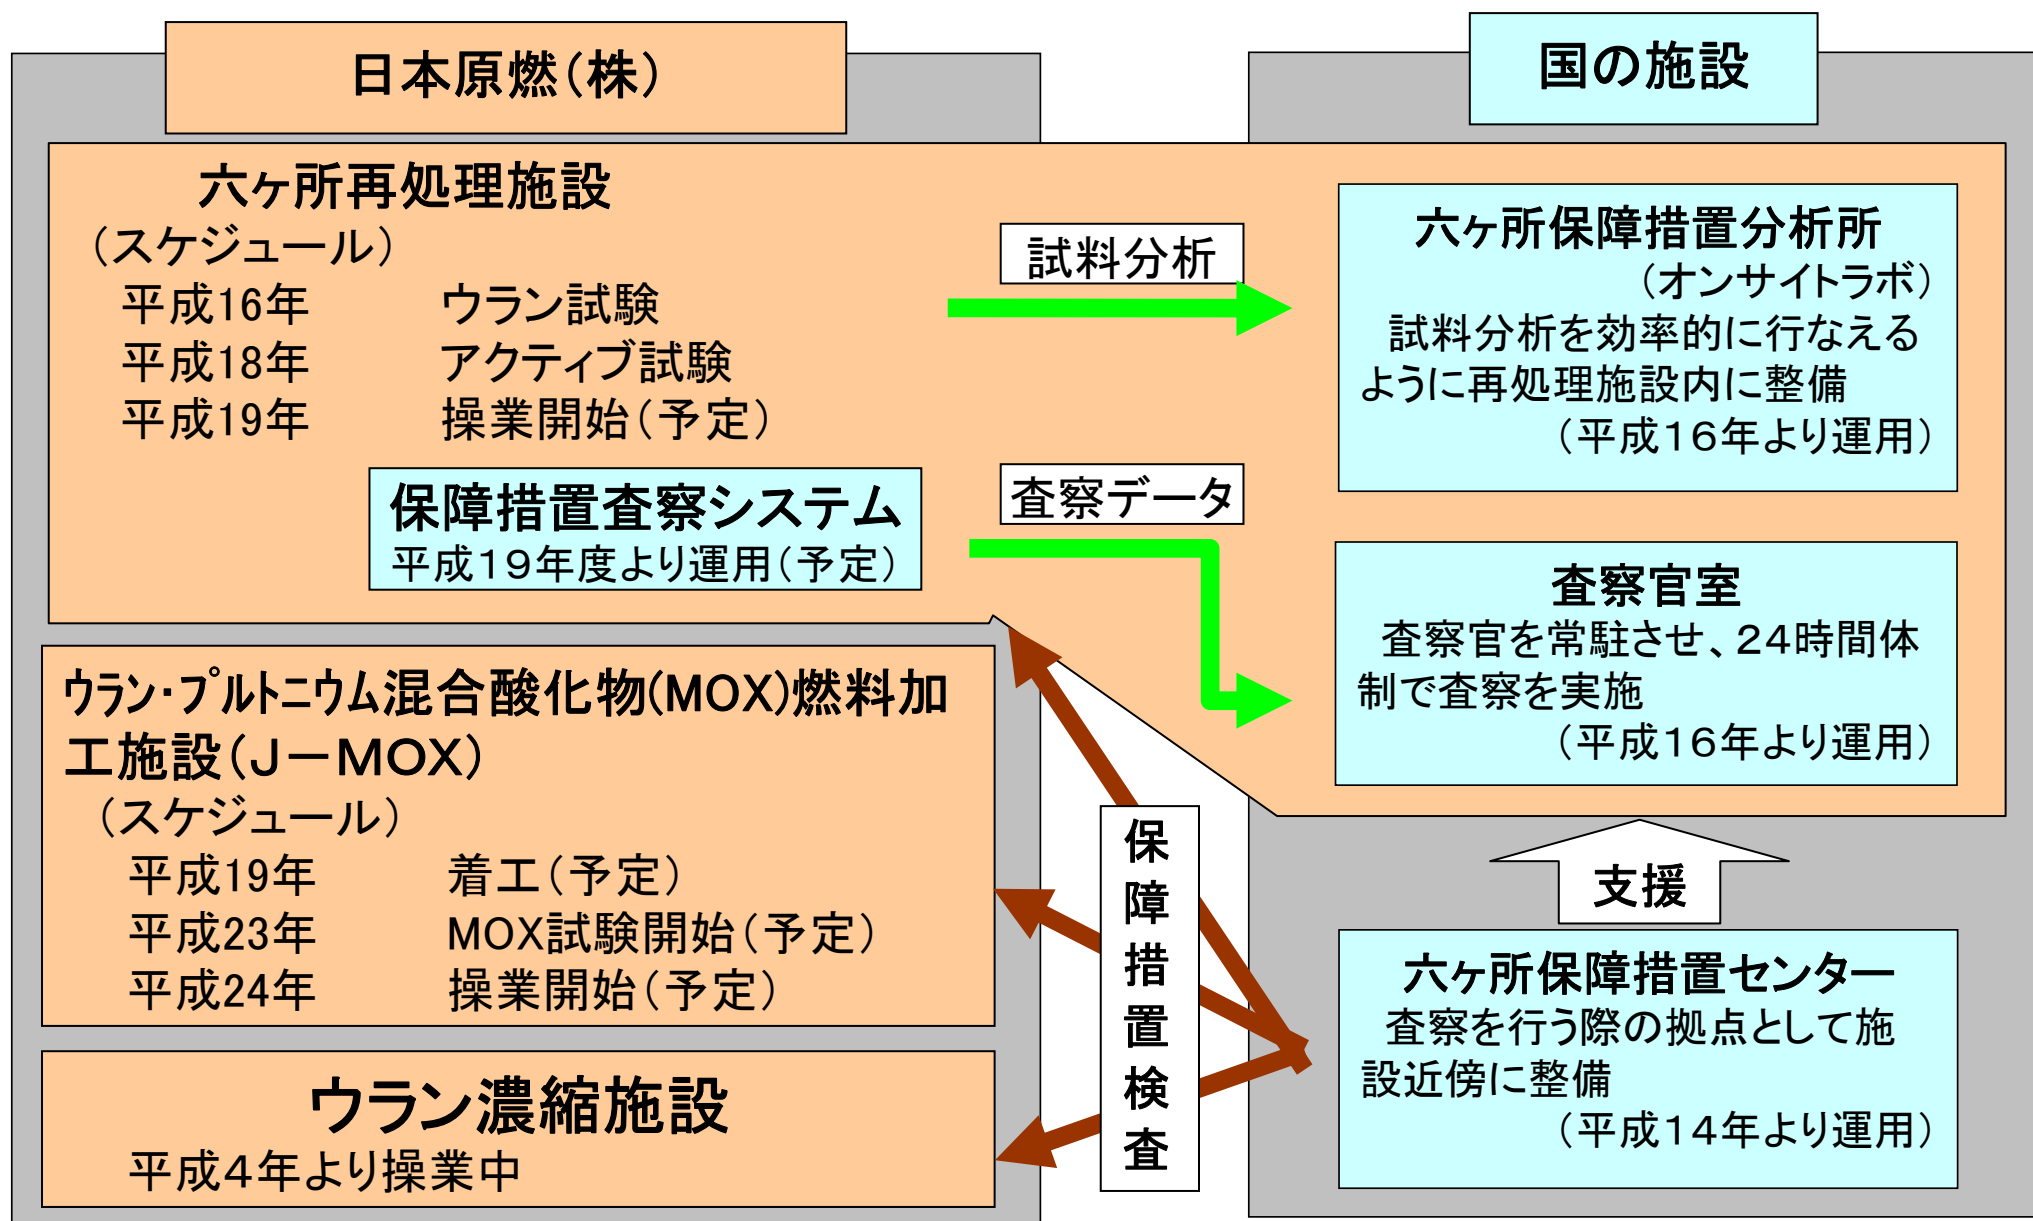 日本原燃（株）
六ヶ所再処理施設
（スケジュール）
平成16年 ウラン試験
平成18年 アクティブ試験
平成19年 操業開始（予定）
保障措置査察システム
平成１９年度より運用（予定）
ｳﾗﾝ･ﾌﾟﾙﾄﾆｳﾑ混合酸化物(MOX)燃料加
工施設（Ｊ－ＭＯＸ）
（スケジュール）
平成19年 着工（予定）
平成23年 MOX試験開始（予定）
平成24年 操業開始（予定）
ウラン濃縮施設
平成４年より操業中
試料分析
査察データ
保障措置検査
国の施設
六ヶ所保障措置分析所
（オンサイトラボ）
試料分析を効率的に行なえる
ように再処理施設内に整備
（平成１６年より運用）
査察官室
査察官を常駐させ、２４時間体
制で査察を実施
（平成１６年より運用）
支援
六ヶ所保障措置センター
査察を行う際の拠点として施
設近傍に整備
（平成１４年より運用）